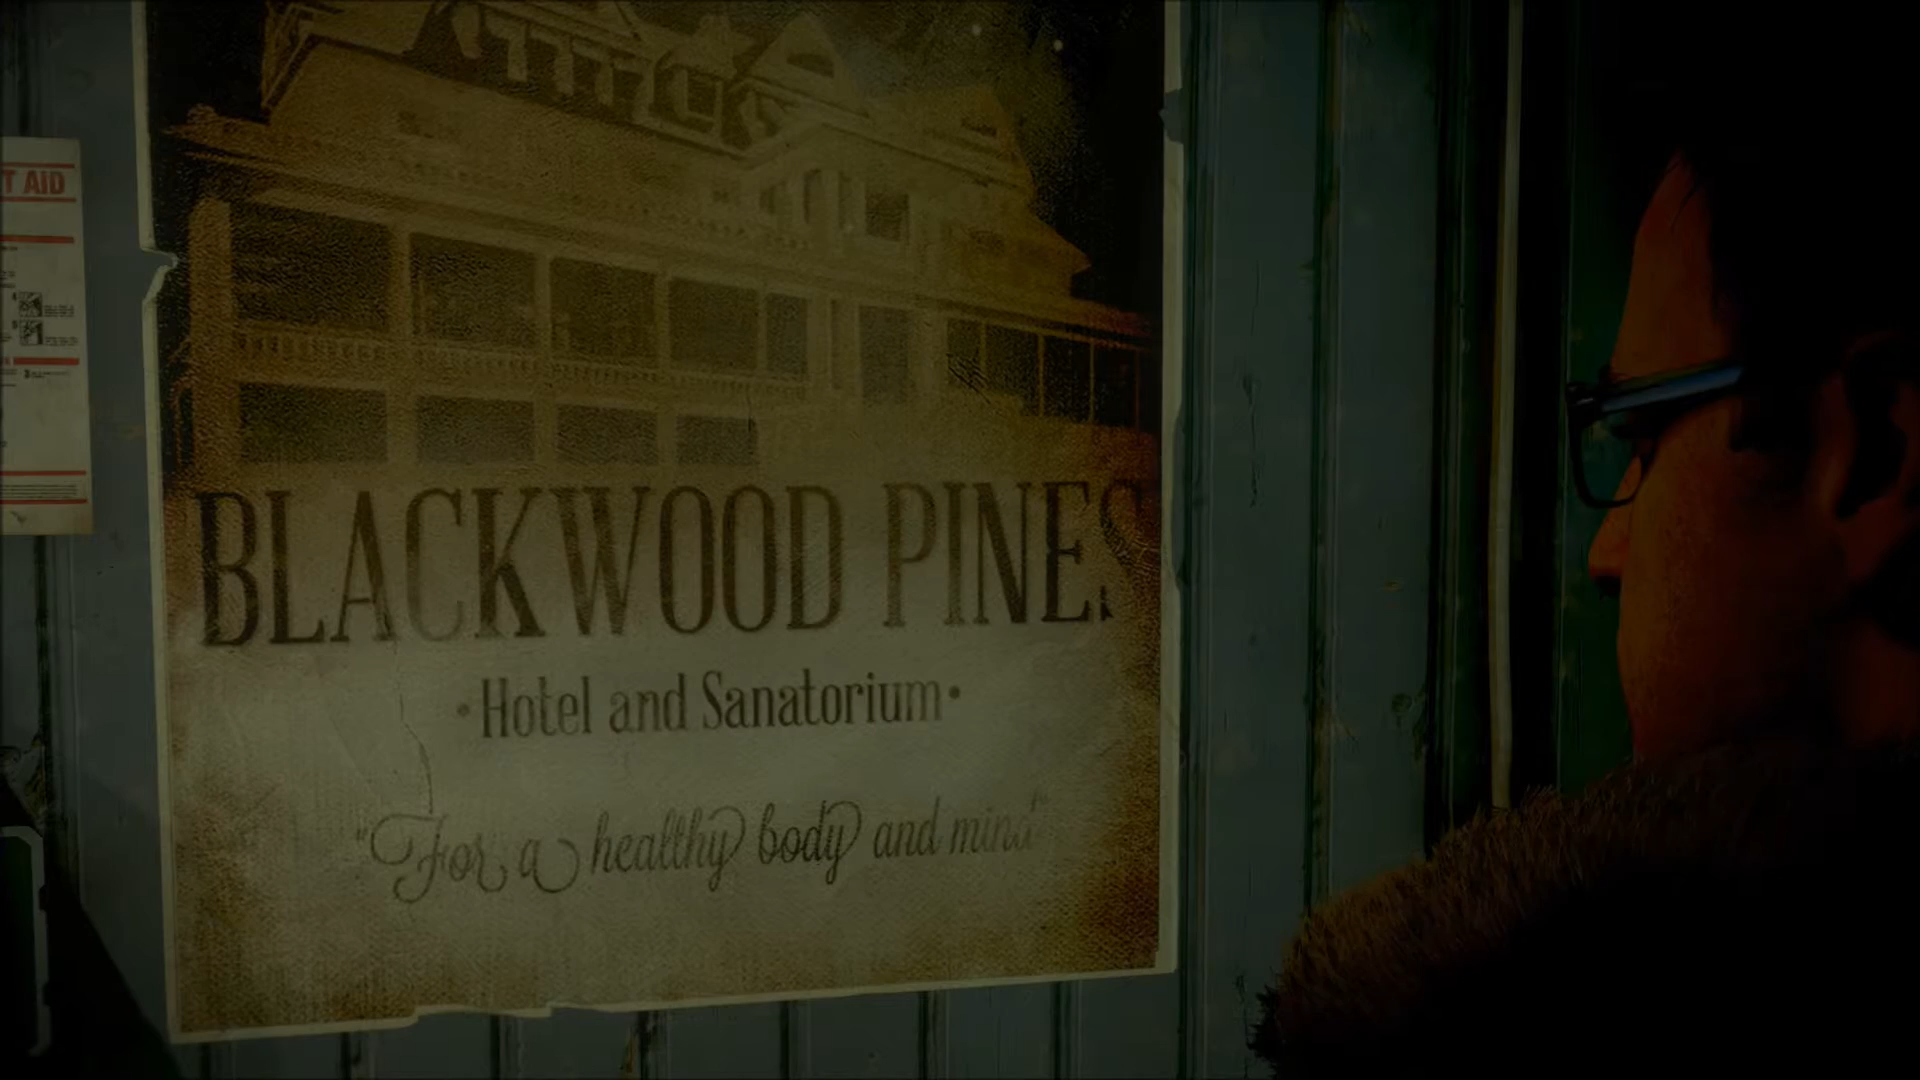 T AID
BLACKWOOD PINES
·Hotel and Sanatorium·
"For a healthy body and mind"